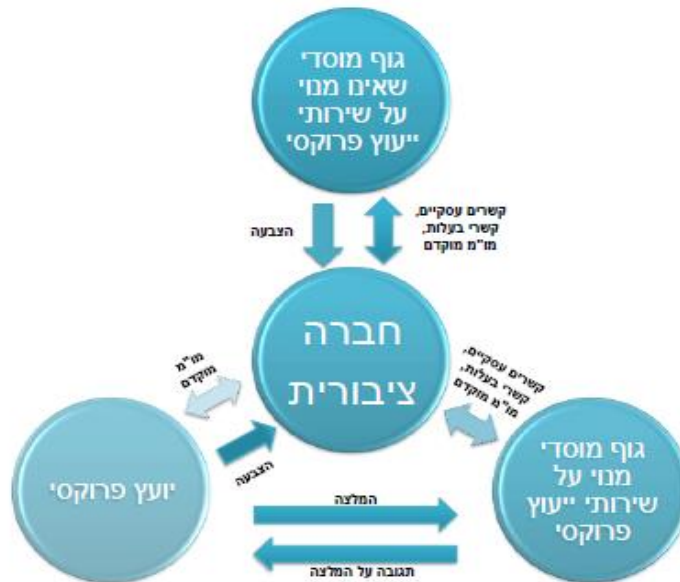 גוף מוסדי
שאינו מנוי
על שירותי
ייעוץ פרוקסי
הצבעה
קשרים עסקיים,
קשרי בעלות,
מו"מ מוקדם
חברה
ציבורית
מו"מ
מוקדם
הצבעה
קשרים עסקיים,
קשרי בעלות,
מו"מ מוקדם
יועץ פרוקסי
גוף מוסדי
מנוי על
שירותי ייעוץ
פרוקסי
המלצה
תגובה על המלצה